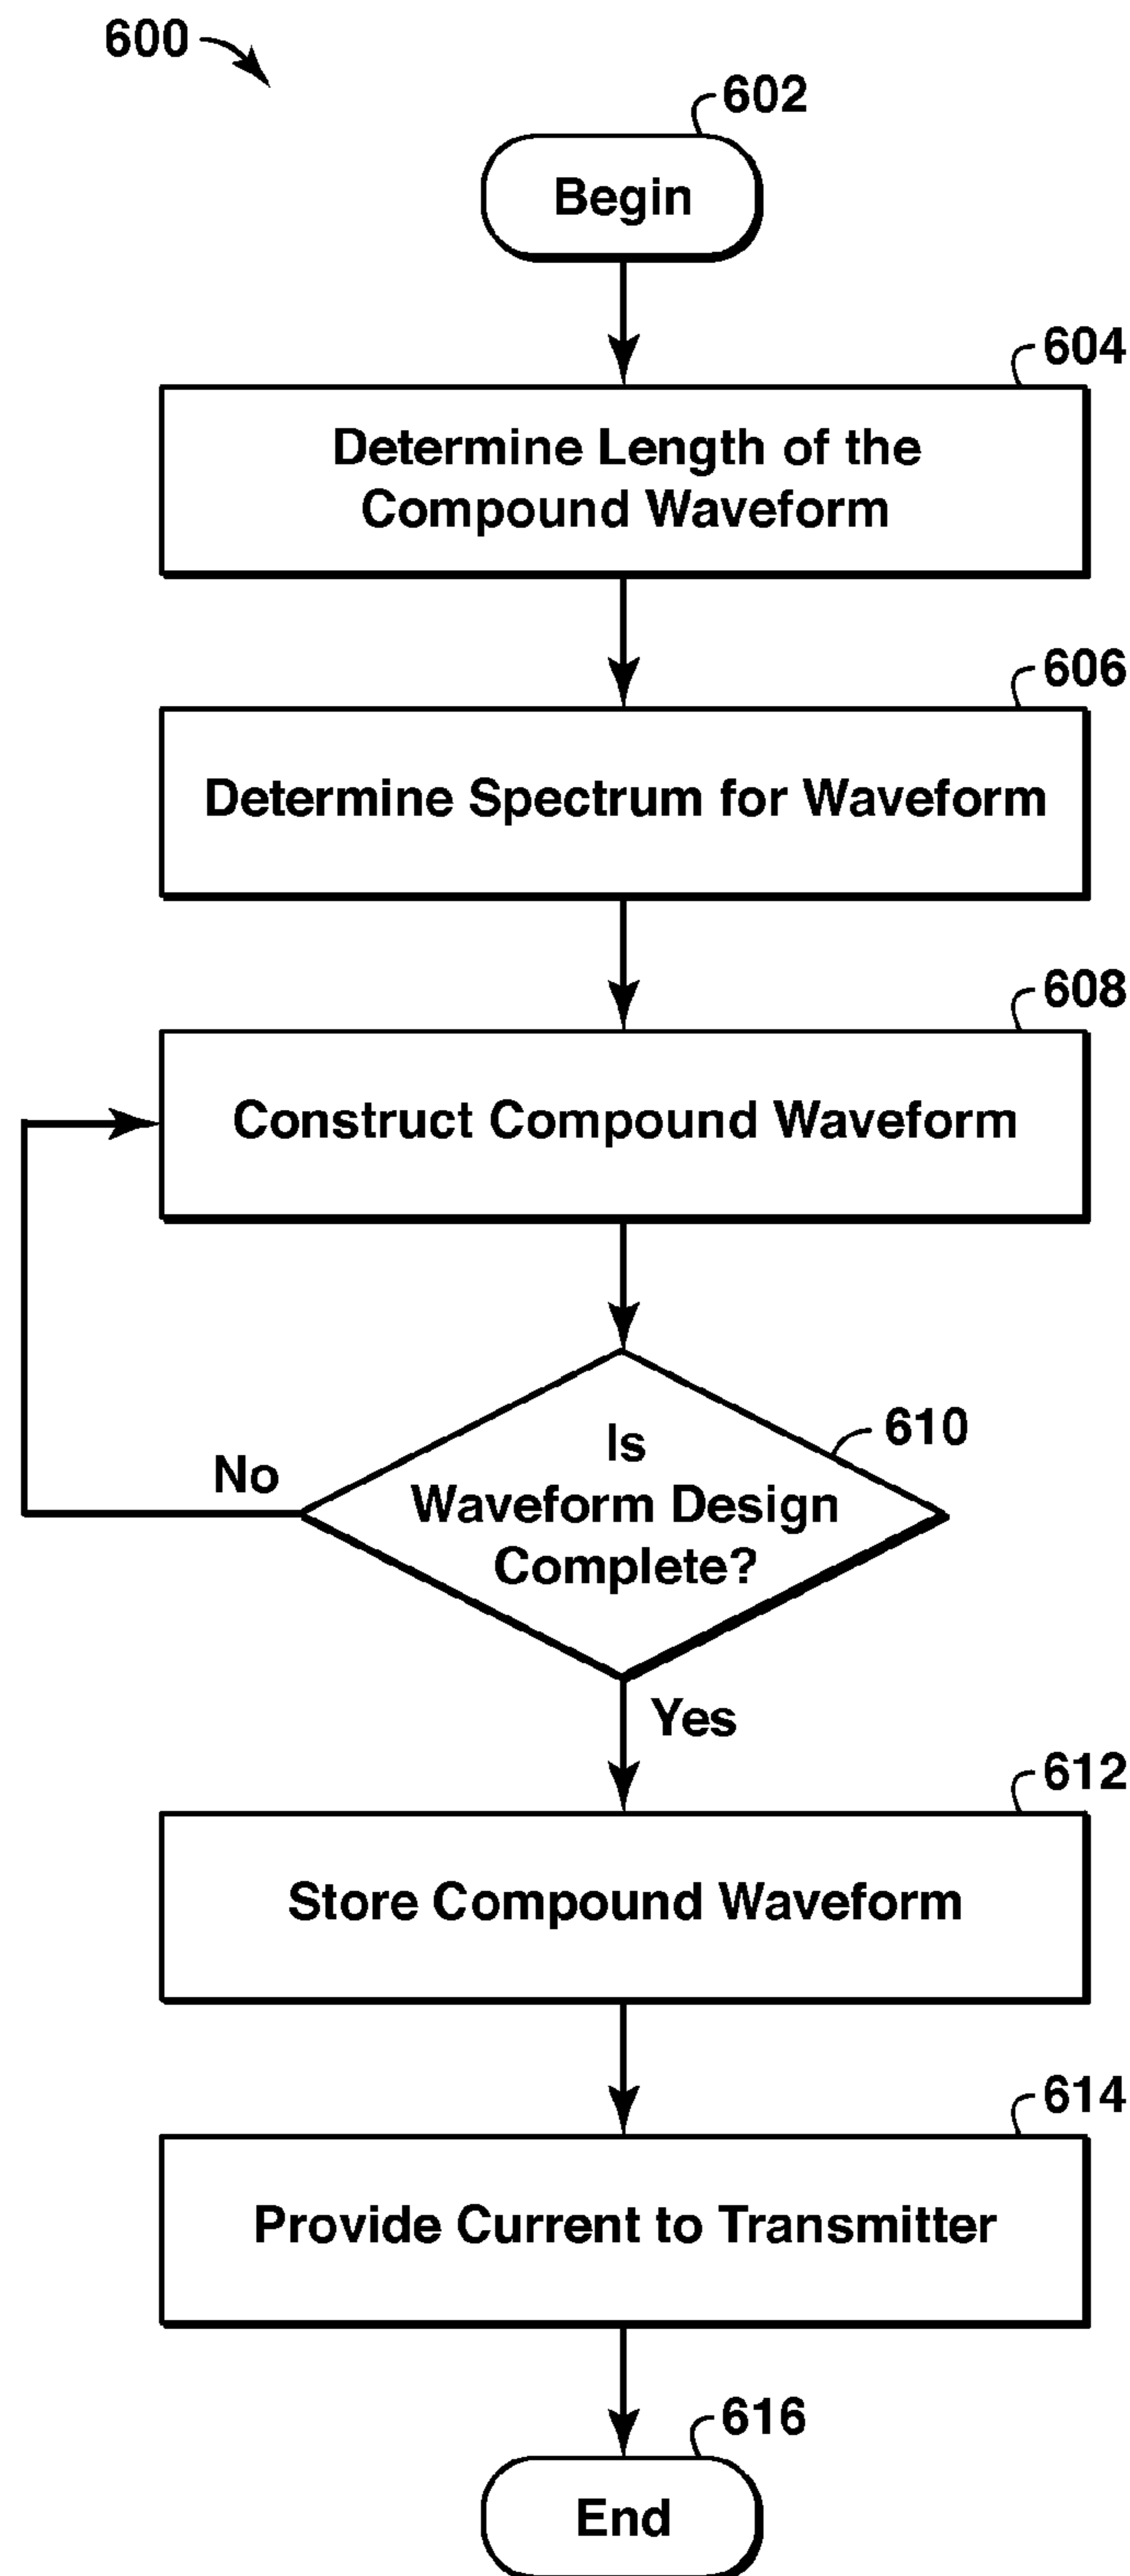 600
602
Begin
604
Determine Length of the
Compound Waveform
606
Determine Spectrum for Waveform
608
Construct Compound Waveform
610
Is
Waveform Design
Complete?
No
Yes
612
Store Compound Waveform
614
Provide Current to Transmitter
616
End